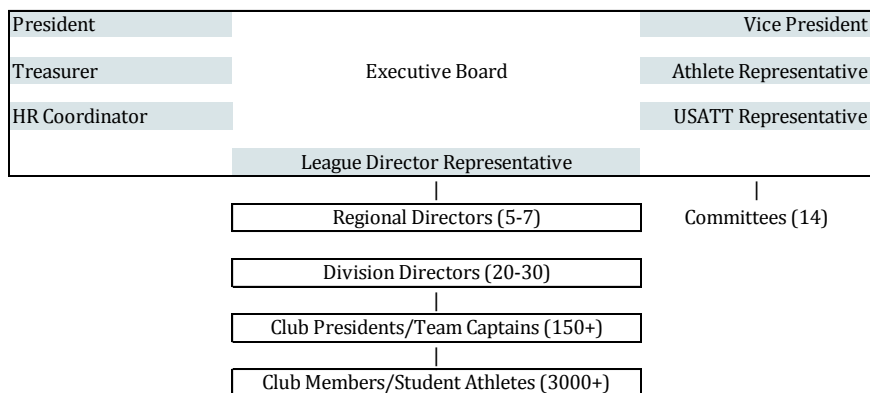 President Vice President
Treasurer Executive Board Athlete Representative
HR Coordinator USATT Representative
League Director Representative
Regional Directors (5-7) Committees (14)
Division Directors (20-30)
Club Presidents/Team Captains (150+)
Club Members/Student Athletes (3000+)